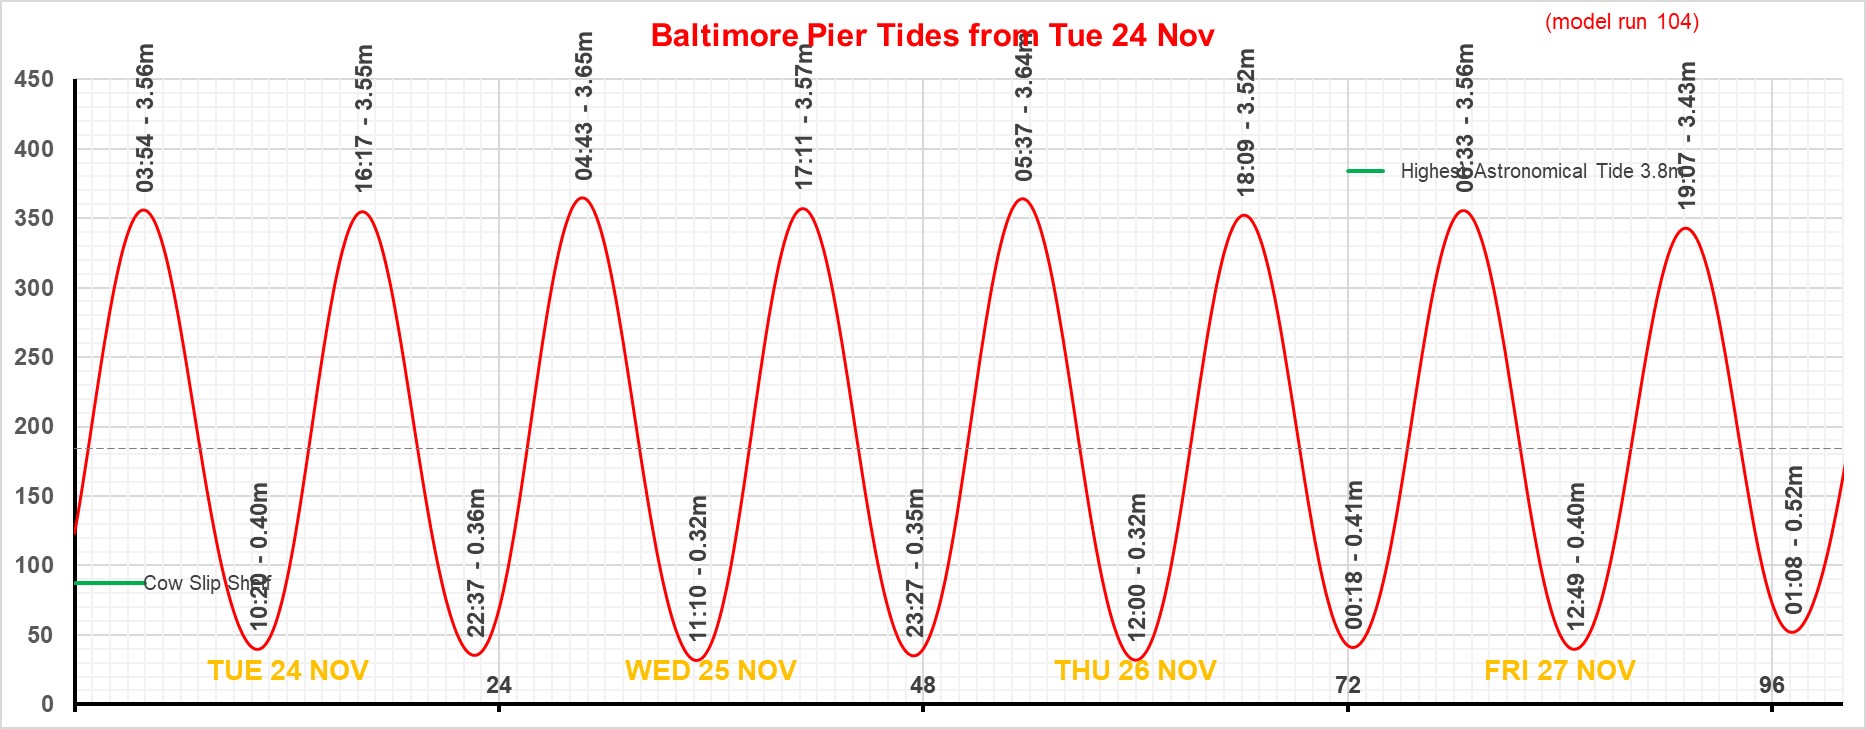 Baltimore Pier Tides from Tue 24 Nov
(model run 104)
450
400
350
300
250
200
150
100
50
0
03:54 - 3.56m
10:20 - 0.40m
16:17 - 3.55m
22:37 - 0.36m
04:43 - 3.65m
11:10 - 0.32m
17:11 - 3.57m
23:27 - 0.35m
05:37 - 3.64m
12:00 - 0.32m
18:09 - 3.52m
00:18 - 0.41m
06:33 - 3.56m
12:49 - 0.40m
19:07 - 3.43m
01:08 - 0.52m
Highest Astronomical Tide 3.8m
Cow Slip Shelf
TUE 24 NOV
WED 25 NOV
THU 26 NOV
FRI 27 NOV
24
48
72
96